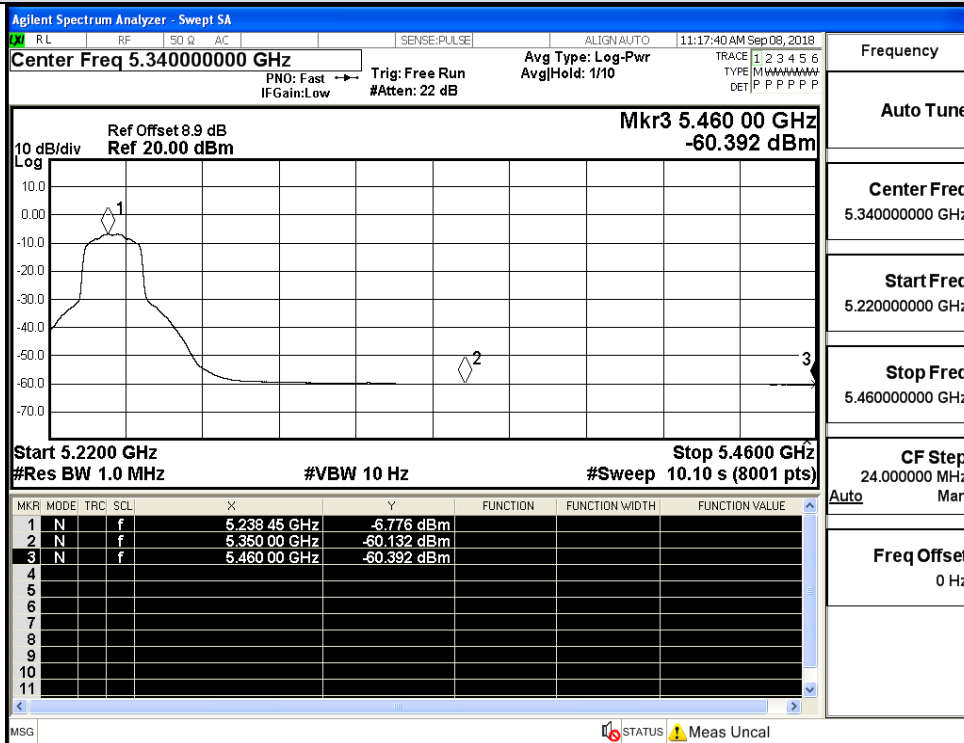 Agilent Spectrum Analyzer - Swept SA
LXI RL RF 50 Ω AC SENSE:PULSE ALIGN AUTO 11:17:40 AM Sep 08, 2018
Center Freq 5.340000000 GHz
PNO: Fast
IFGain:Low
Trig: Free Run
#Atten: 22 dB
Avg Type: Log-Pwr
Avg|Hold: 1/10
TRACE 1 2 3 4 5 6
TYPE M W W W W W
DET P P P P P P
Mkr3 5.460 00 GHz
-60.392 dBm
Ref Offset 8.9 dB
10 dB/div Ref 20.00 dBm
Log
10.0
0.00
-10.0
-20.0
-30.0
-40.0
-50.0
-60.0
-70.0
1
2
3
Start 5.2200 GHz Stop 5.4600 GHz
#Res BW 1.0 MHz #VBW 10 Hz #Sweep 10.10 s (8001 pts)
MKR MODE TRC SCL X Y FUNCTION FUNCTION WIDTH FUNCTION VALUE
1 N f 5.238 45 GHz -6.776 dBm
2 N f 5.350 00 GHz -60.132 dBm
3 N f 5.460 00 GHz -60.392 dBm
4
5
6
7
8
9
10
11
MSG STATUS Meas Uncal
Frequency
Auto Tune
Center Freq
5.340000000 GHz
Start Freq
5.220000000 GHz
Stop Freq
5.460000000 GHz
CF Step
24.000000 MHz
Auto Man
Freq Offset
0 Hz